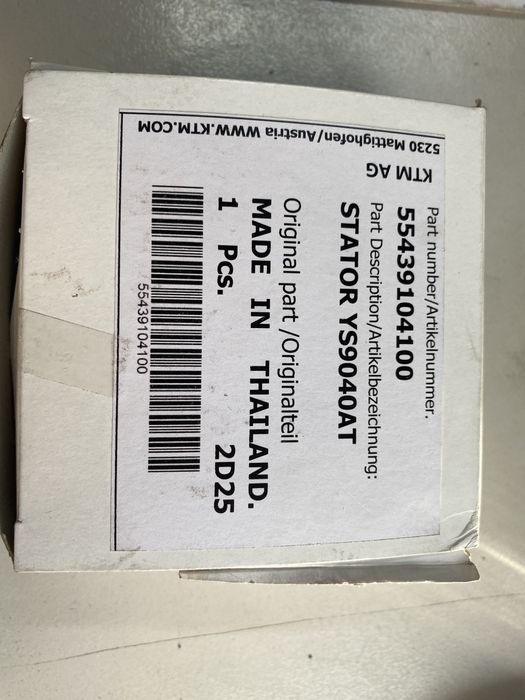 KTM AG
5230 Mattighofen/Austria WWW.KTM.COM
Part number/Artikelnummer.
55439104100
Part Description/Artikelbezeichnung:
STATOR YS9040AT
Original part /Originalteil
MADE IN THAILAND.
1 Pcs. 2D25
55439104100